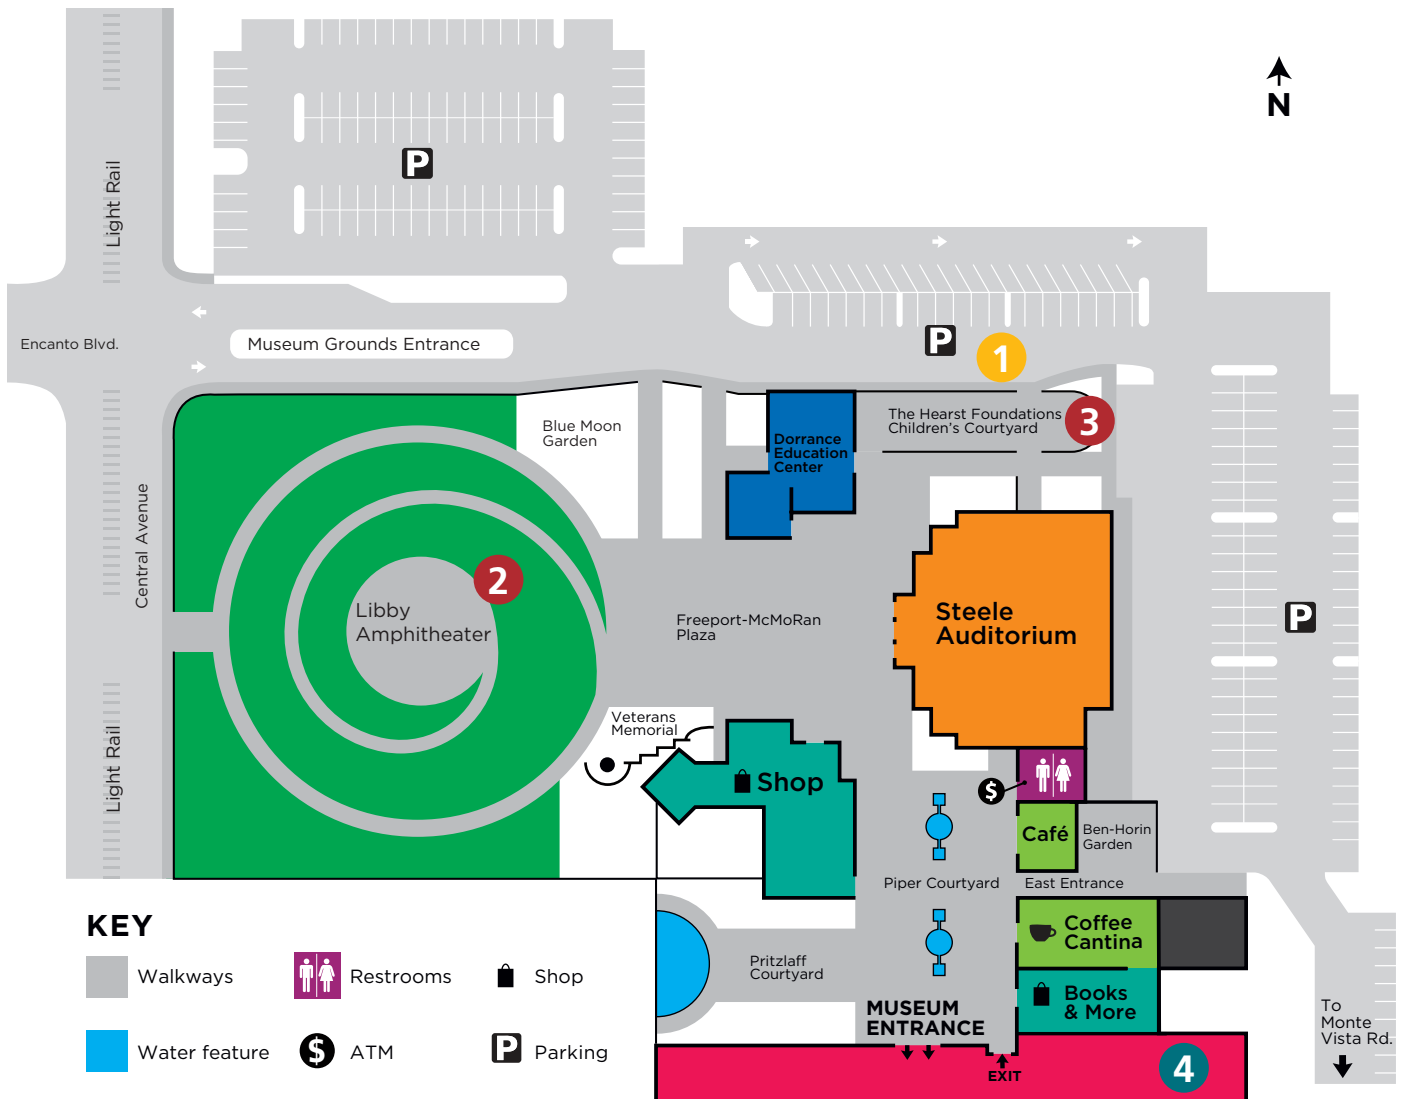 N
P
Light Rail
Encanto Blvd.
Museum Grounds Entrance
P
1
Blue Moon
Garden
The Hearst Foundations
Children's Courtyard
3
Dorrance
Education
Center
Central Avenue
2
Libby
Amphitheater
Freeport-McMoRan
Plaza
Steele
Auditorium
P
Light Rail
Veterans
Memorial
Shop
$
Café
Ben-Horin
Garden
Piper Courtyard
East Entrance
Coffee
Cantina
Pritzlaff
Courtyard
Books
& More
MUSEUM
ENTRANCE
EXIT
4
To
Monte
Vista Rd.
KEY
Walkways
Restrooms
Shop
Water feature
$
ATM
P
Parking